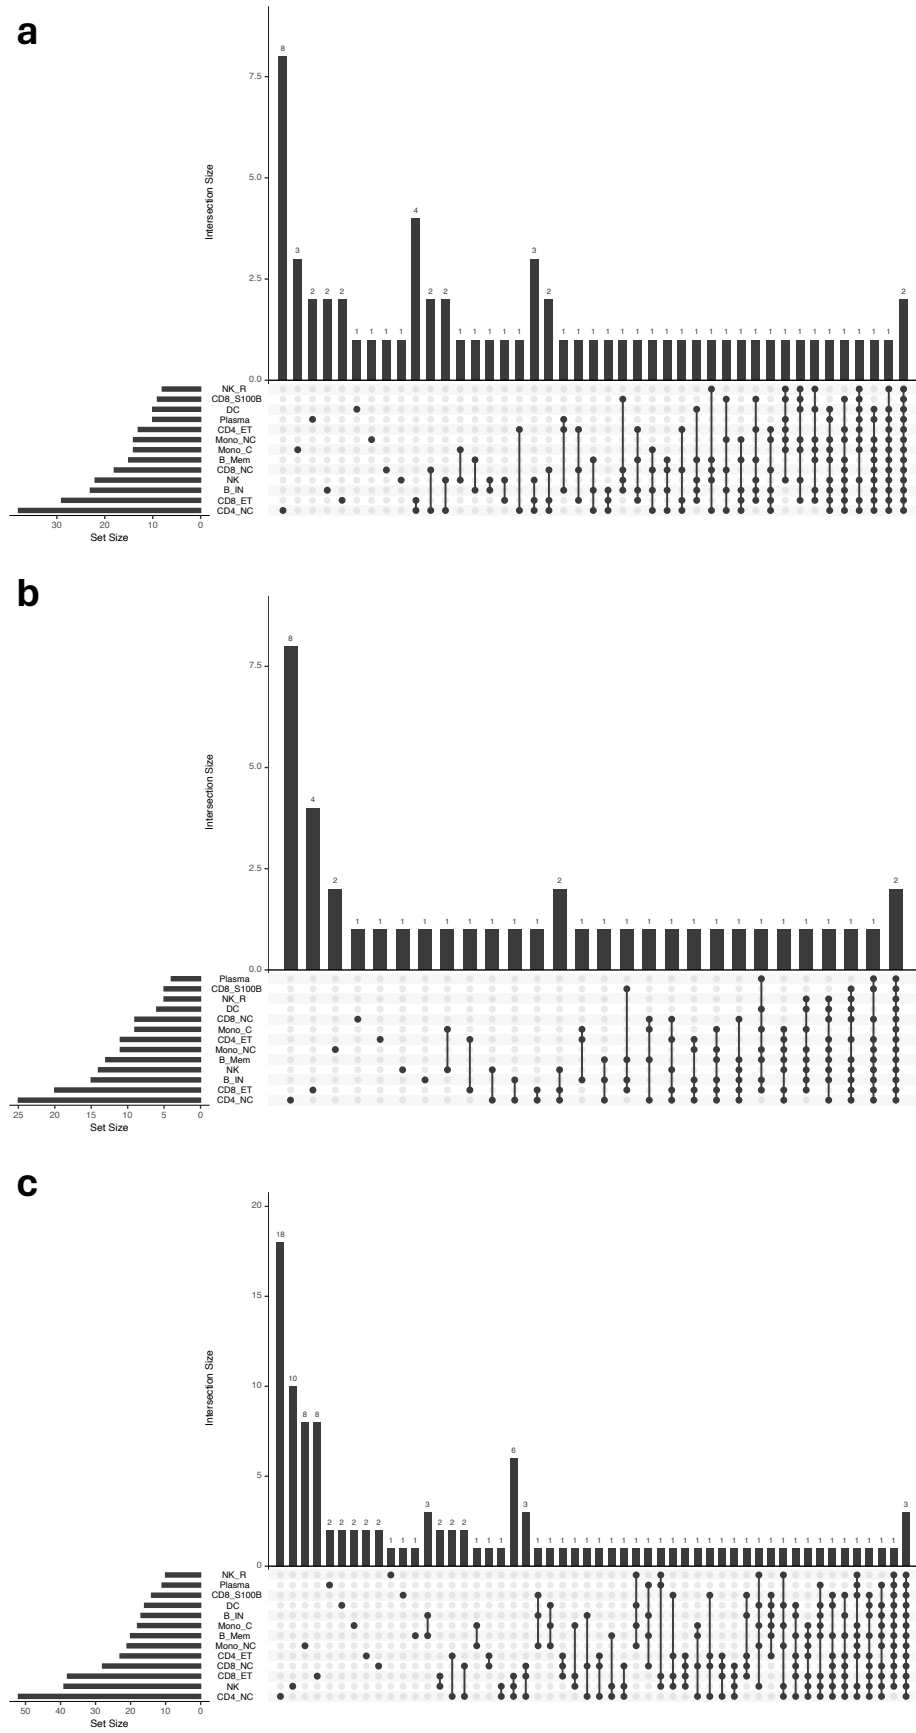 a
8
7.5
5.0
2.5
0.0
Intersection Size
3 2 2 2 1 1 1 1 4 2 2 1 1 1 1 1 3 2 1 1 1 1 1 1 1 1 1 1 1 1 1 1 1 1 1 1 1 1 1 1 1 1 2
NK_R
CD8_S100B
DC
Plasma
CD4_ET
Mono_NC
Mono_C
B_Mem
CD8_NC
NK
B_IN
CD8_ET
CD4_NC
30 20 10 0
Set Size
b
8
7.5
5.0
2.5
0.0
Intersection Size
4 2 1 1 1 1 1 1 1 1 1 2 1 1 1 1 1 1 1 1 1 1 1 1 1 1 2
Plasma
CD8_S100B
NK_R
DC
CD8_NC
Mono_C
CD4_ET
Mono_NC
B_Mem
NK
B_IN
CD8_ET
CD4_NC
25 20 15 10 5 0
Set Size
c
20
15
10
5
0
Intersection Size
18 10 8 8 2 2 2 2 2 1 1 1 3 2 2 2 1 1 1 6 3 1 1 1 1 1 1 1 1 1 1 1 1 1 1 1 1 1 1 1 1 1 1 1 1 1 1 1 1 1 1 3
NK_R
Plasma
CD8_S100B
DC
B_IN
Mono_C
B_Mem
Mono_NC
CD4_ET
CD8_NC
CD8_ET
NK
CD4_NC
50 40 30 20 10 0
Set Size